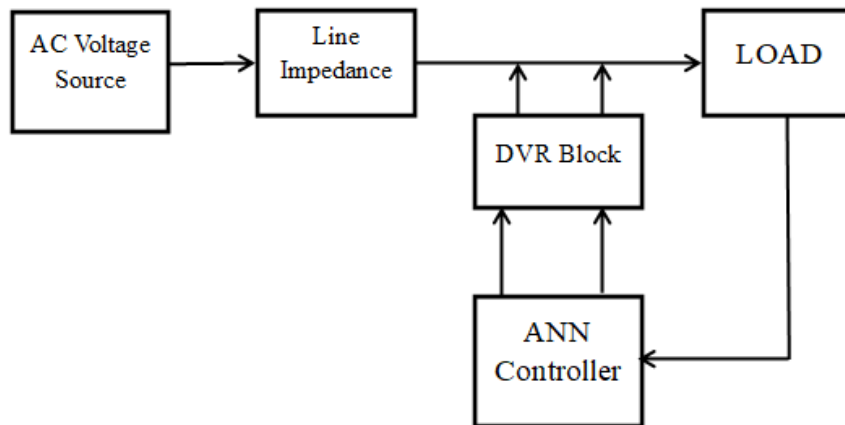 AC Voltage
Source
Line
Impedance
LOAD
DVR Block
ANN
Controller